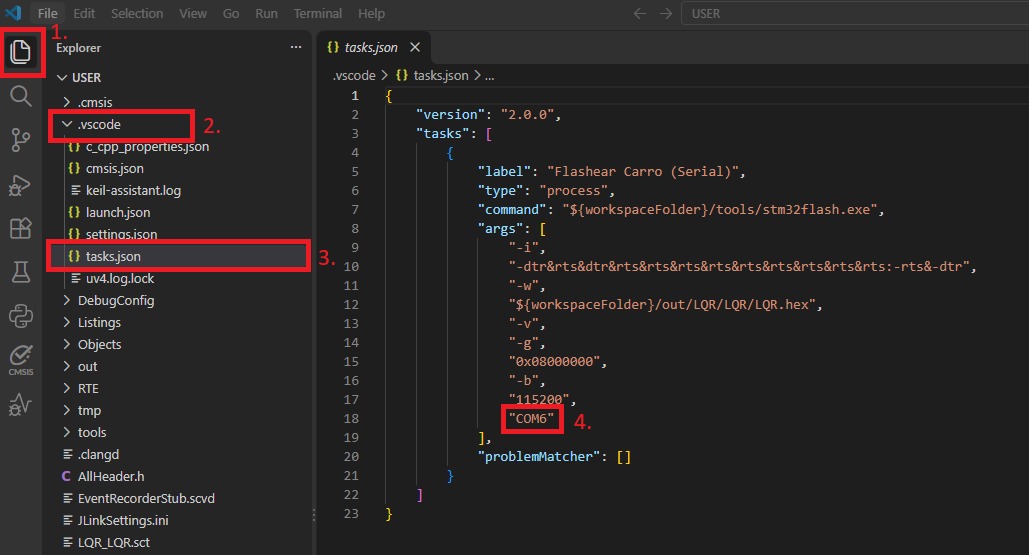 File Edit Selection View Go Run Terminal Help
USER
1.
Explorer
USER
.cmsis
.vscode
2.
c_cpp_properties.json
cmsis.json
keil-assistant.log
launch.json
settings.json
tasks.json
3.
uv4.log.lock
DebugConfig
Listings
Objects
out
RTE
tmp
tools
.clangd
AllHeader.h
EventRecorderStub.scvd
JLinkSettings.ini
LQR_LQR.sct
CMSIS
{} tasks.json
.vscode > {} tasks.json > ...
1 {
2 "version": "2.0.0",
3 "tasks": [
4 {
5 "label": "Flashear Carro (Serial)",
6 "type": "process",
7 "command": "${workspaceFolder}/tools/stm32flash.exe",
8 "args": [
9 "-i",
10 "-dtr&rts&dtr&rts&rts&rts&rts&rts&rts&rts&rts&rts:-rts&-dtr",
11 "-w",
12 "${workspaceFolder}/out/LQR/LQR/LQR.hex",
13 "-v",
14 "-g",
15 "0x08000000",
16 "-b",
17 "115200",
18 "COM6"
4.
19 ],
20 "problemMatcher": []
21 }
22 ]
23 }